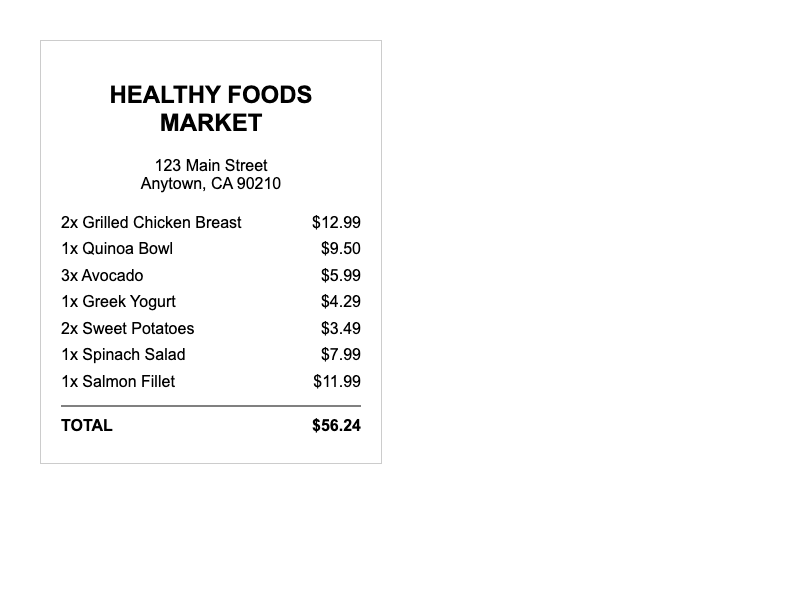 HEALTHY FOODS
MARKET
123 Main Street
Anytown, CA 90210
2x Grilled Chicken Breast $12.99
1x Quinoa Bowl $9.50
3x Avocado $5.99
1x Greek Yogurt $4.29
2x Sweet Potatoes $3.49
1x Spinach Salad $7.99
1x Salmon Fillet $11.99
TOTAL $56.24